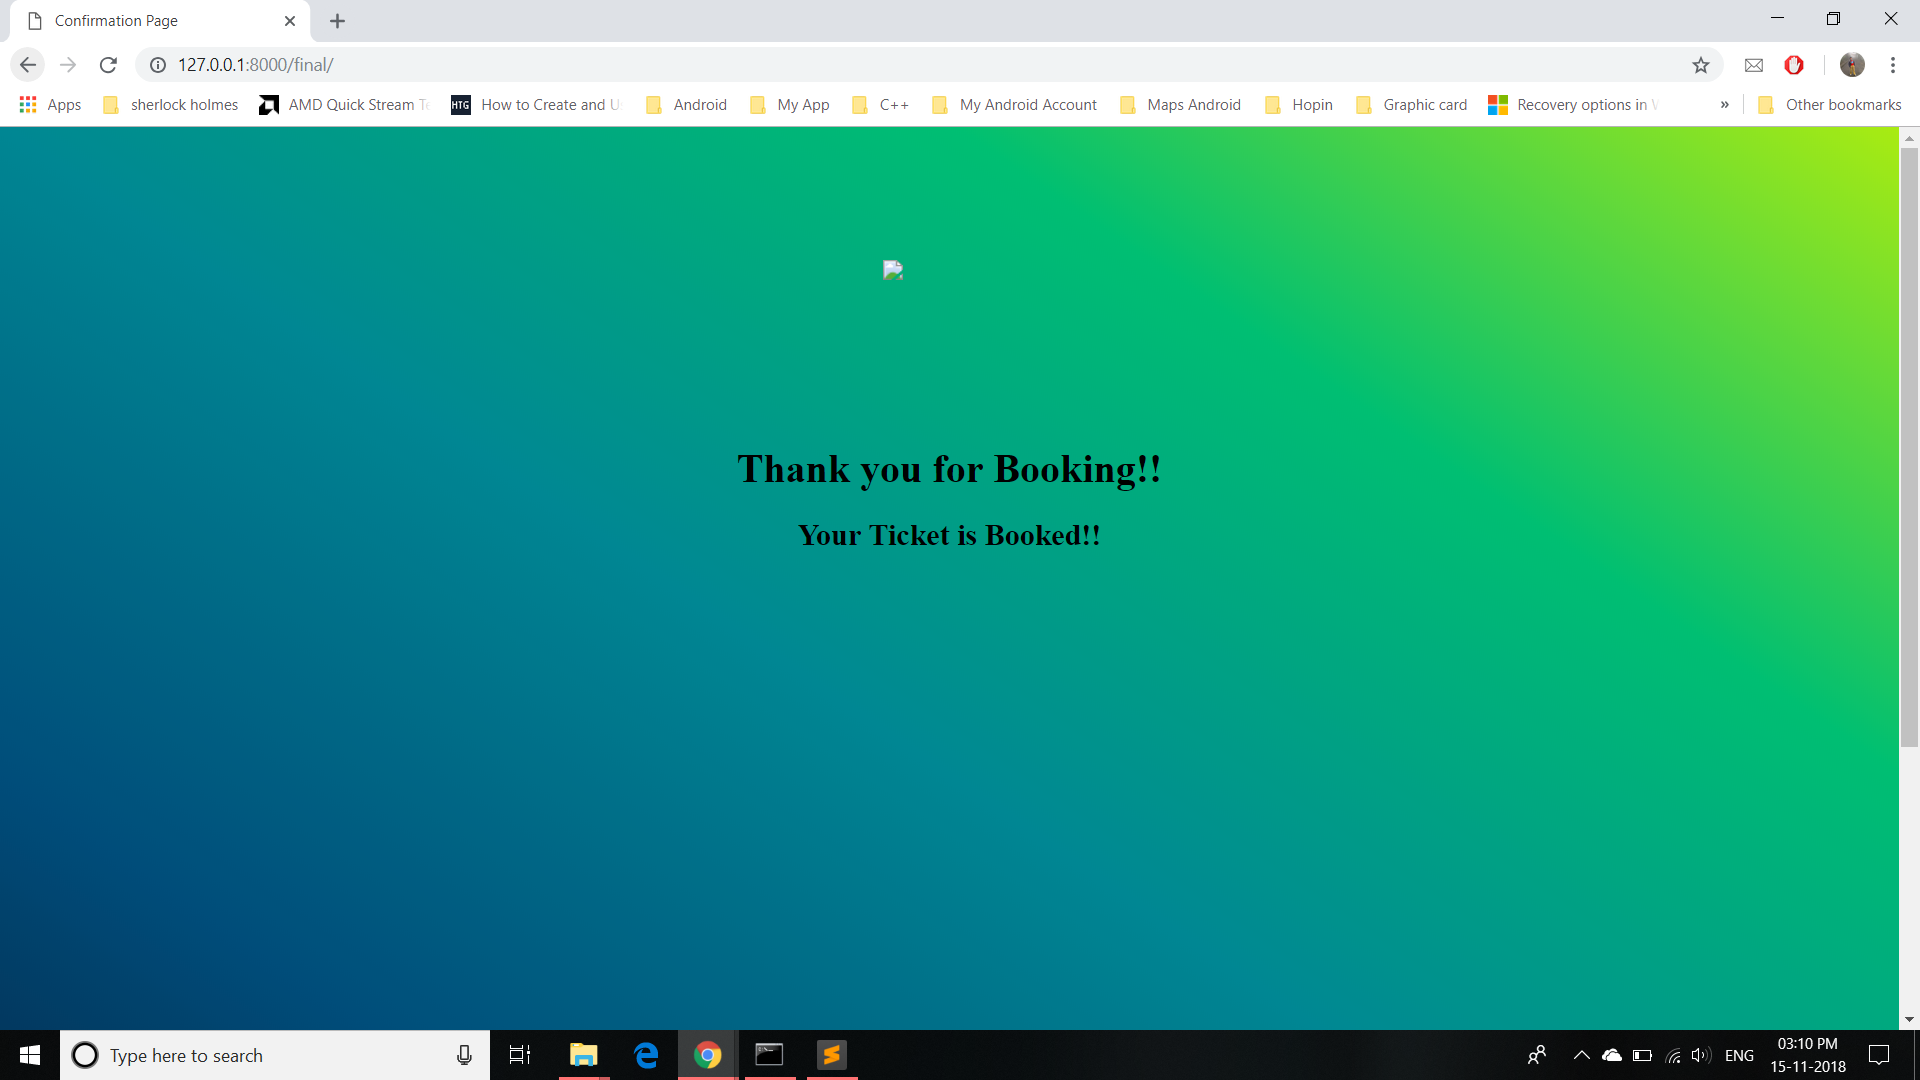 Confirmation Page
127.0.0.1:8000/final/
Apps sherlock holmes AMD Quick Stream HTG How to Create and Android My App C++ My Android Account Maps Android Hopin Graphic card Recovery options in » Other bookmarks
Thank you for Booking!!
Your Ticket is Booked!!
Type here to search
ENG
03:10 PM
15-11-2018